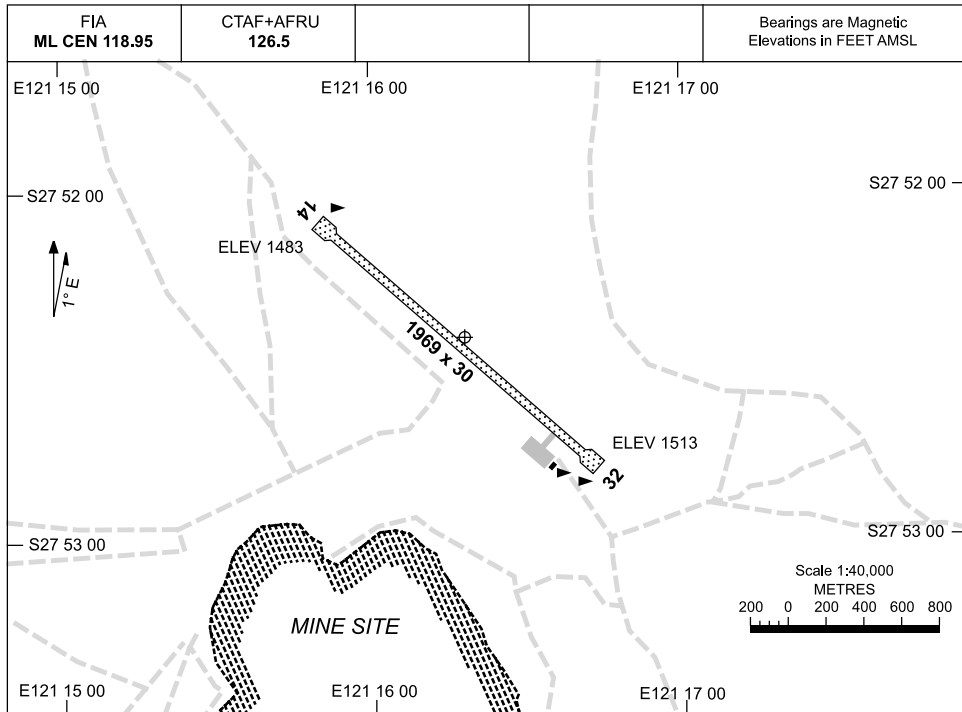 FIA
ML CEN 118.95
CTAF+AFRU
126.5
Bearings are Magnetic
Elevations in FEET AMSL
E121 15 00
E121 16 00
E121 17 00
S27 52 00
S27 52 00
14
ELEV 1483
1° E
1969 x 30
ELEV 1513
32
S27 53 00
S27 53 00
Scale 1:40,000
METRES
200 0 200 400 600 800
MINE SITE
E121 15 00
E121 16 00
E121 17 00